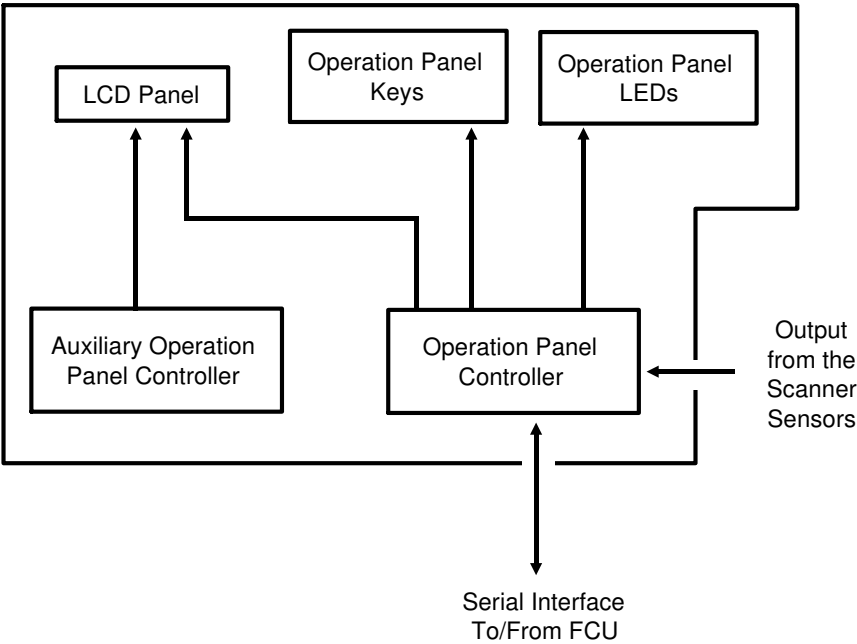 LCD Panel
Operation Panel
Keys
Operation Panel
LEDs
Auxiliary Operation
Panel Controller
Operation Panel
Controller
Output
from the
Scanner
Sensors
Serial Interface
To/From FCU